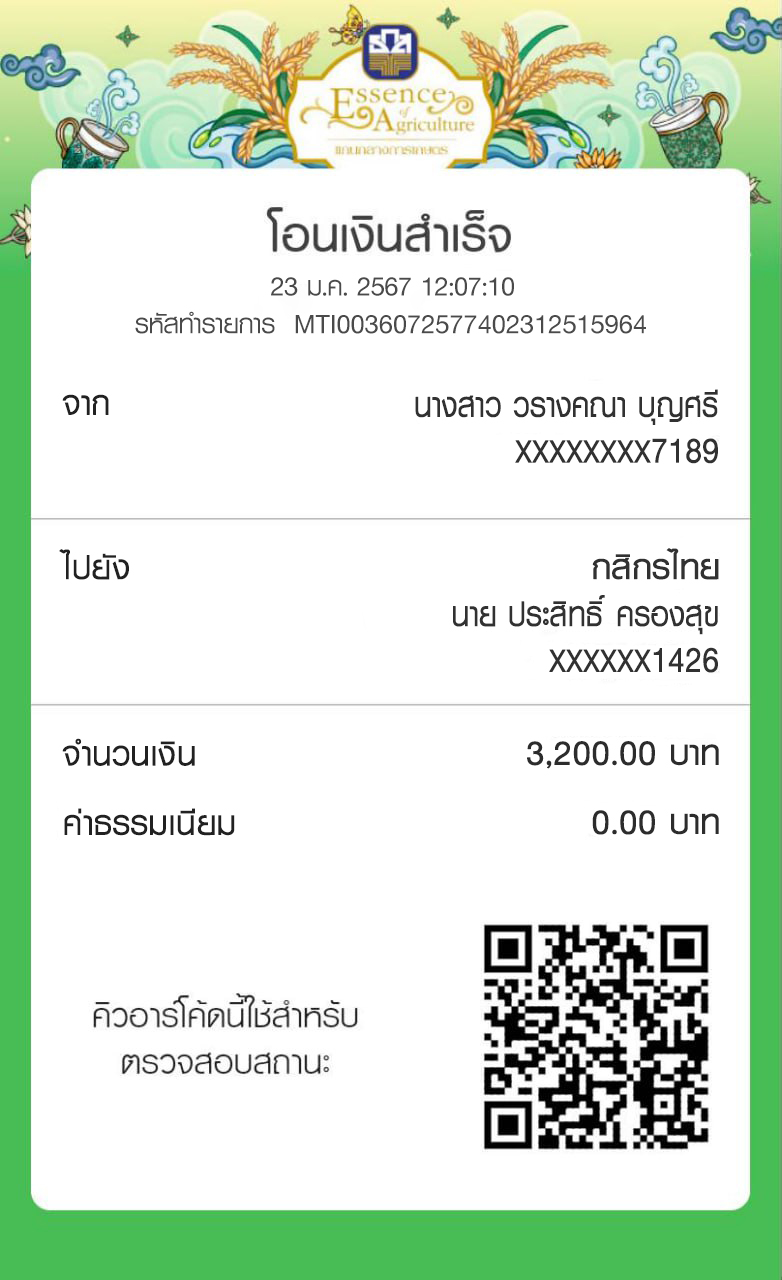 Essence
of
Agriculture
แก่นกลางการเกษตร
โอนเงินสำเร็จ
23 ม.ค. 2567 12:07:10
รหัสทำรายการ MTI0036072577402312515964
จาก นางสาว วรางคณา บุญศรี
XXXXXXXX7189
ไปยัง กสิกรไทย
นาย ประสิทธิ์ ครองสุข
XXXXXX1426
จำนวนเงิน 3,200.00 บาท
ค่าธรรมเนียม 0.00 บาท
คิวอาร์โค้ดนี้ใช้สำหรับ
ตรวจสอบสถานะ